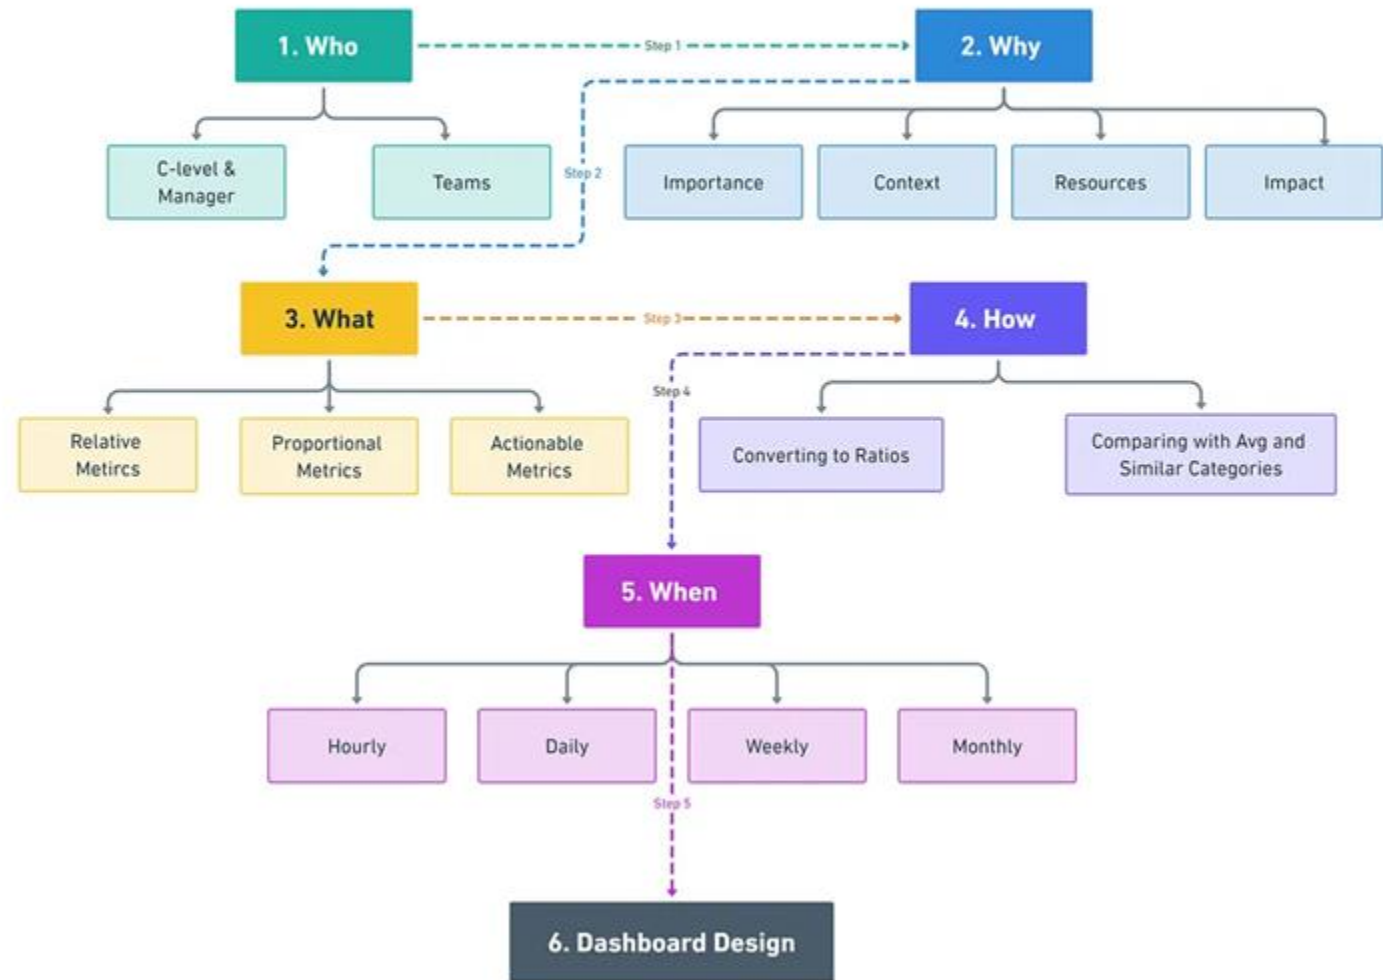 1. Who
Step 1
2. Why
C-level &
Manager
Teams
Step 2
Importance
Context
Resources
Impact
3. What
Step 3
4. How
Step 4
Relative
Metircs
Proportional
Metrics
Actionable
Metrics
Converting to Ratios
Comparing with Avg and
Similar Categories
5. When
Hourly
Daily
Weekly
Monthly
Step 5
6. Dashboard Design